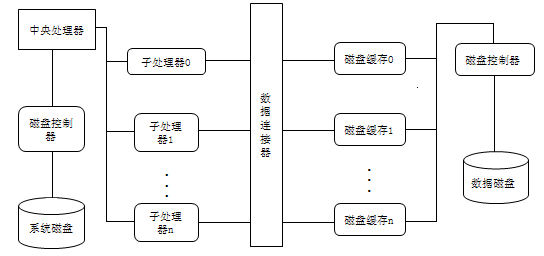 中央处理器
子处理器0
磁盘缓存0
磁盘控制器
磁盘控制
器
子处理
器1
数
据
连
接
器
磁盘缓存1
数据磁盘
系统磁盘
子处理
器n
磁盘缓存n